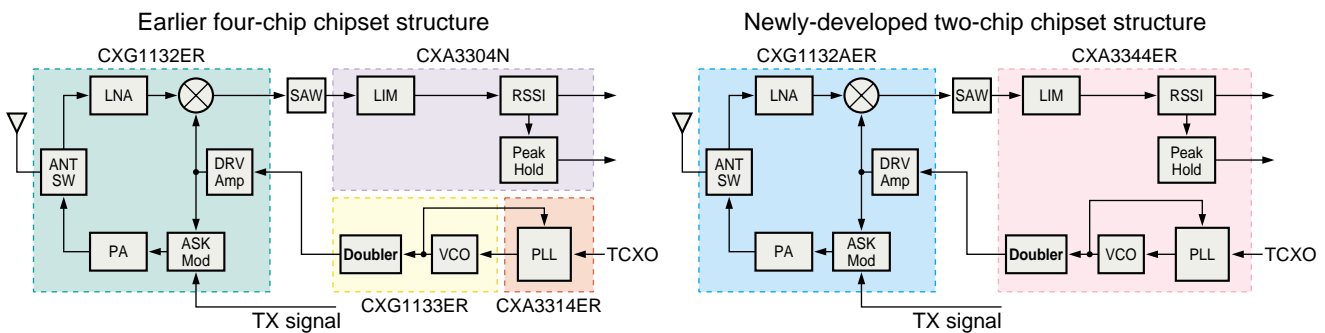 Earlier four-chip chipset structure
CXG1132ER
CXA3304N
LNA
SAW
LIM
RSSI
ANT
SW
DRV
Amp
Peak
Hold
PA
ASK
Mod
Doubler
VCO
PLL
TCXO
CXG1133ER
CXA3314ER
TX signal
Newly-developed two-chip chipset structure
CXG1132AER
CXA3344ER
LNA
SAW
LIM
RSSI
ANT
SW
DRV
Amp
Peak
Hold
PA
ASK
Mod
Doubler
VCO
PLL
TCXO
TX signal